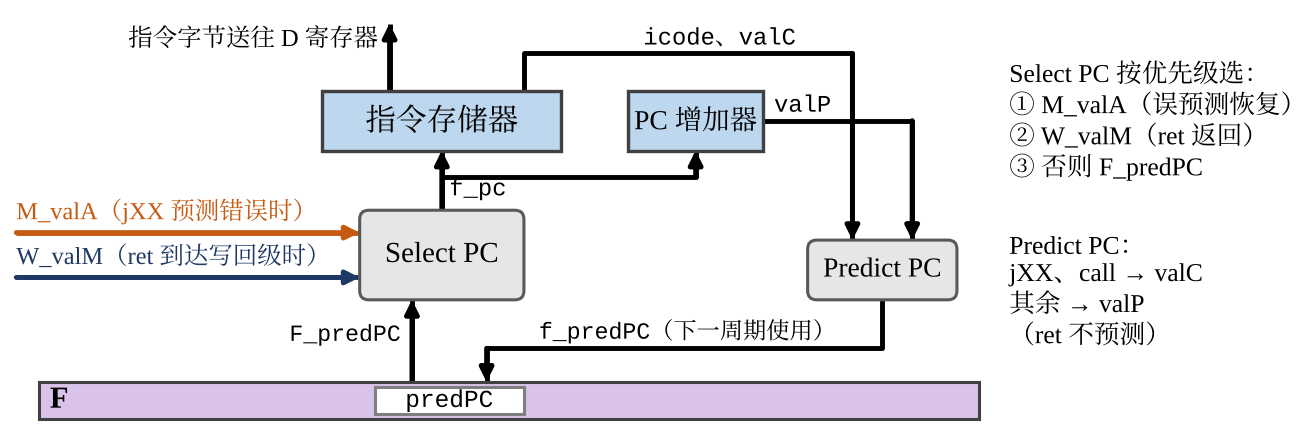 指令字节送往 D 寄存器
icode、valC
指令存储器
PC 增加器
valP
f_pc
M_valA（jXX 预测错误时）
W_valM（ret 到达写回级时）
Select PC
Predict PC
F_predPC
f_predPC（下一周期使用）
F
predPC
Select PC 按优先级选：
① M_valA（误预测恢复）
② W_valM（ret 返回）
③ 否则 F_predPC
Predict PC：
jXX、call → valC
其余 → valP
（ret 不预测）